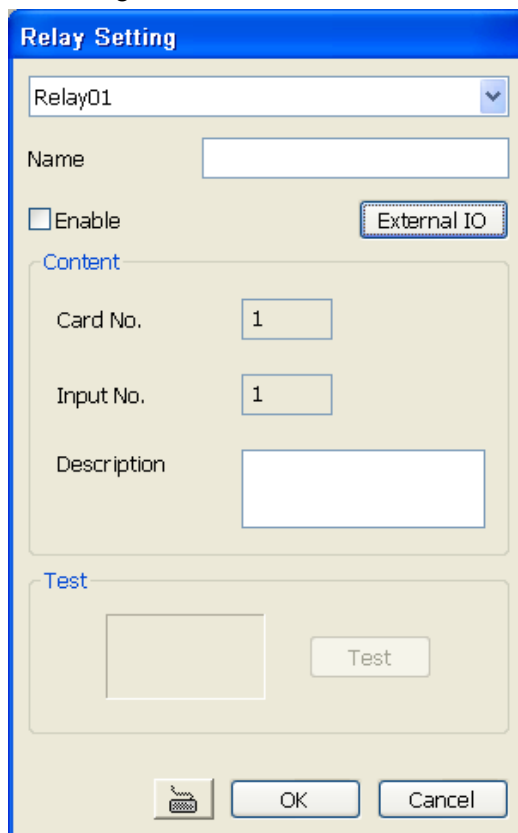 Relay Setting
Relay01
Name
Enable
External IO
Content
Card No. 1
Input No. 1
Description
Test
Test
OK Cancel